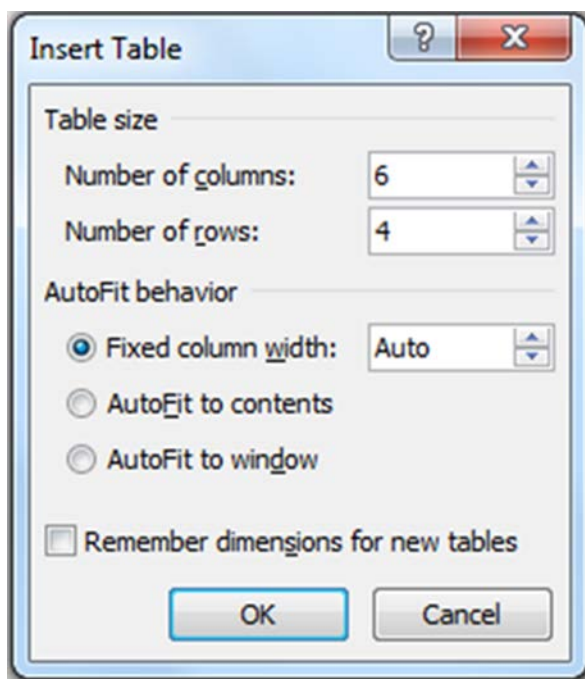 Insert Table
?
Table size
Number of columns: 6
Number of rows: 4
AutoFit behavior
Fixed column width: Auto
AutoFit to contents
AutoFit to window
Remember dimensions for new tables
OK Cancel